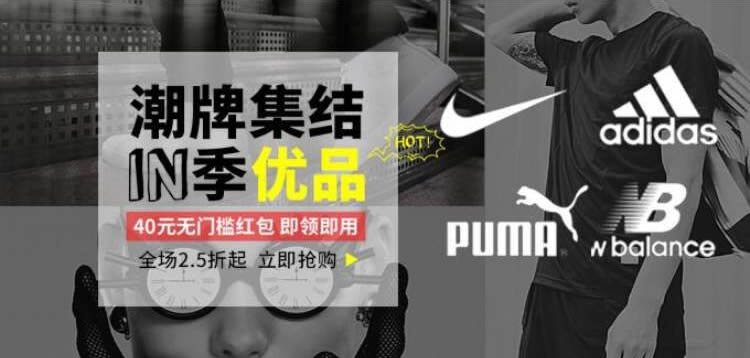 潮牌集结
IN季优品
HOT!
40元无门槛红包 即领即用
全场2.5折起 立即抢购
adidas
PUMA
NB
w balance